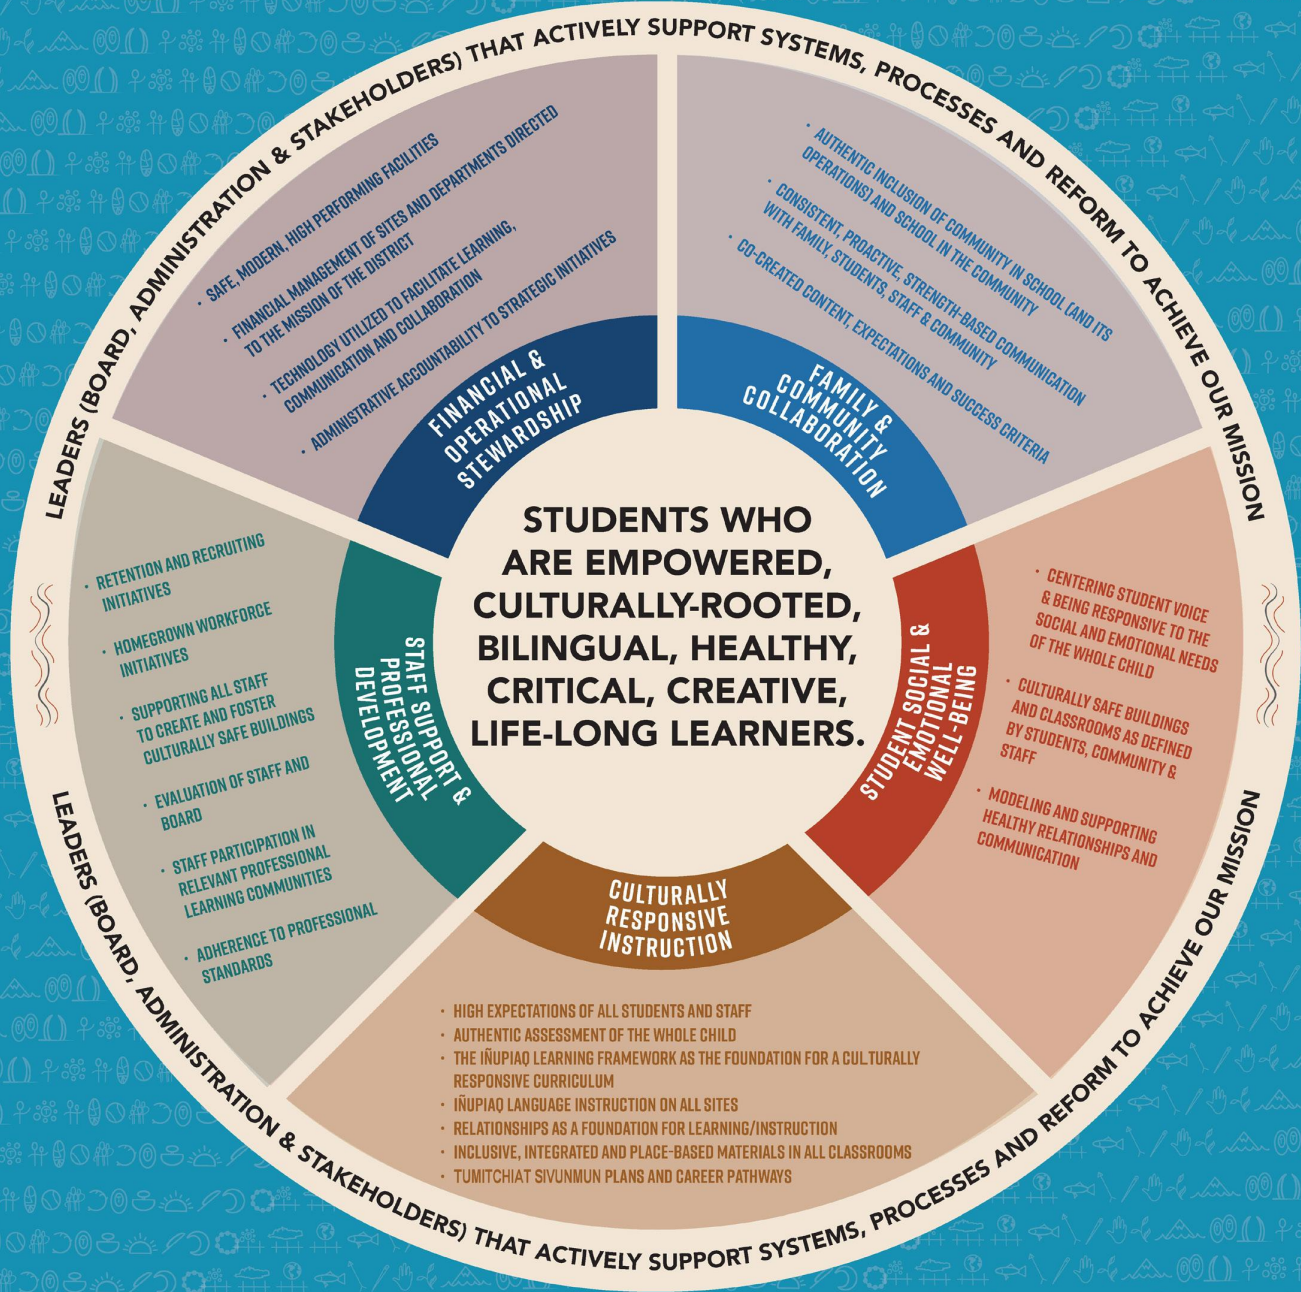 LEADERS (BOARD, ADMINISTRATION & STAKEHOLDERS) THAT ACTIVELY SUPPORT SYSTEMS, PROCESSES AND REFORM TO ACHIEVE OUR MISSION
• SAFE, MODERN, HIGH PERFORMING FACILITIES
• FINANCIAL MANAGEMENT OF SITES AND DEPARTMENTS DIRECTED
TO THE MISSION OF THE DISTRICT
• TECHNOLOGY UTILIZED TO FACILITATE LEARNING,
COMMUNICATION AND COLLABORATION
• ADMINISTRATIVE ACCOUNTABILITY TO STRATEGIC INITIATIVES
FINANCIAL &
OPERATIONAL
STEWARDSHIP
• AUTHENTIC INCLUSION OF COMMUNITY IN SCHOOL (AND ITS
OPERATIONS) AND SCHOOL IN THE COMMUNITY
• CONSISTENT, PROACTIVE, STRENGTH-BASED COMMUNICATION
WITH FAMILY, STUDENTS, STAFF & COMMUNITY
• CO-CREATED CONTENT, EXPECTATIONS AND SUCCESS CRITERIA
FAMILY &
COMMUNITY
COLLABORATION
STUDENTS WHO
ARE EMPOWERED,
CULTURALLY-ROOTED,
BILINGUAL, HEALTHY,
CRITICAL, CREATIVE,
LIFE-LONG LEARNERS.
• RETENTION AND RECRUITING
INITIATIVES
• HOMEGROWN WORKFORCE
INITIATIVES
• SUPPORTING ALL STAFF
TO CREATE AND FOSTER
CULTURALLY SAFE BUILDINGS
• EVALUATION OF STAFF AND
BOARD
• STAFF PARTICIPATION IN
RELEVANT PROFESSIONAL
LEARNING COMMUNITIES
• ADHERENCE TO PROFESSIONAL
STANDARDS
STAFF SUPPORT &
PROFESSIONAL
DEVELOPMENT
STUDENT SOCIAL &
EMOTIONAL
WELL-BEING
• CENTERING STUDENT VOICE
& BEING RESPONSIVE TO THE
SOCIAL AND EMOTIONAL NEEDS
OF THE WHOLE CHILD
• CULTURALLY SAFE BUILDINGS
AND CLASSROOMS AS DEFINED
BY STUDENTS, COMMUNITY &
STAFF
• MODELING AND SUPPORTING
HEALTHY RELATIONSHIPS AND
COMMUNICATION
CULTURALLY
RESPONSIVE
INSTRUCTION
• HIGH EXPECTATIONS OF ALL STUDENTS AND STAFF
• AUTHENTIC ASSESSMENT OF THE WHOLE CHILD
• THE IÑUPIAQ LEARNING FRAMEWORK AS THE FOUNDATION FOR A CULTURALLY
RESPONSIVE CURRICULUM
• IÑUPIAQ LANGUAGE INSTRUCTION ON ALL SITES
• RELATIONSHIPS AS A FOUNDATION FOR LEARNING/INSTRUCTION
• INCLUSIVE, INTEGRATED AND PLACE-BASED MATERIALS IN ALL CLASSROOMS
• TUMITCHIAT SIVUNMUN PLANS AND CAREER PATHWAYS
LEADERS (BOARD, ADMINISTRATION & STAKEHOLDERS) THAT ACTIVELY SUPPORT SYSTEMS, PROCESSES AND REFORM TO ACHIEVE OUR MISSION